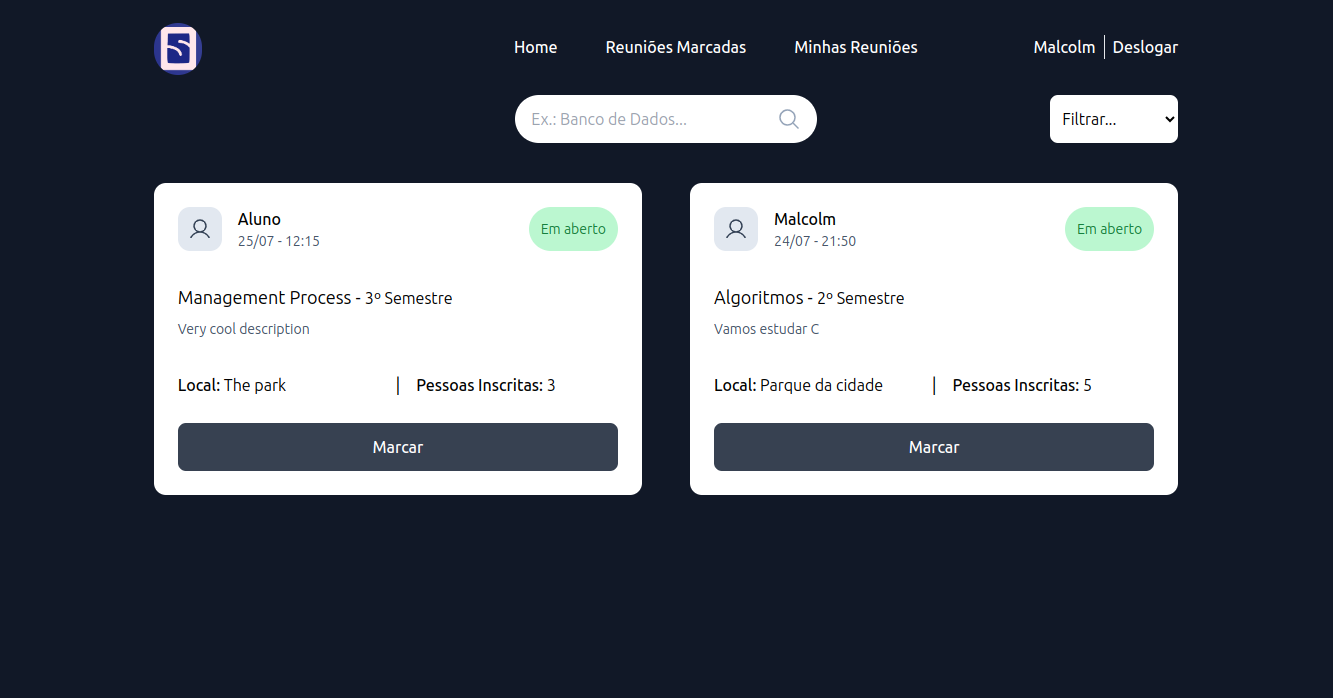 Home Reuniões Marcadas Minhas Reuniões Malcolm Deslogar
Ex.: Banco de Dados... Filtrar...
Aluno
25/07 - 12:15
Em aberto
Management Process - 3º Semestre
Very cool description
Local: The park | Pessoas Inscritas: 3
Marcar
Malcolm
24/07 - 21:50
Em aberto
Algoritmos - 2º Semestre
Vamos estudar C
Local: Parque da cidade | Pessoas Inscritas: 5
Marcar